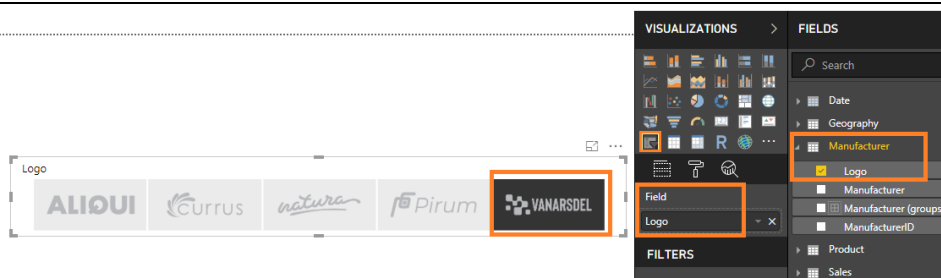 Logo
ALIQUI
Currus
natura
Pirum
VANARSDEL
VISUALIZATIONS
R
Field
Logo
FILTERS
FIELDS
Search
Date
Geography
Manufacturer
Logo
Manufacturer
Manufacturer (groups
ManufacturerID
Product
Sales